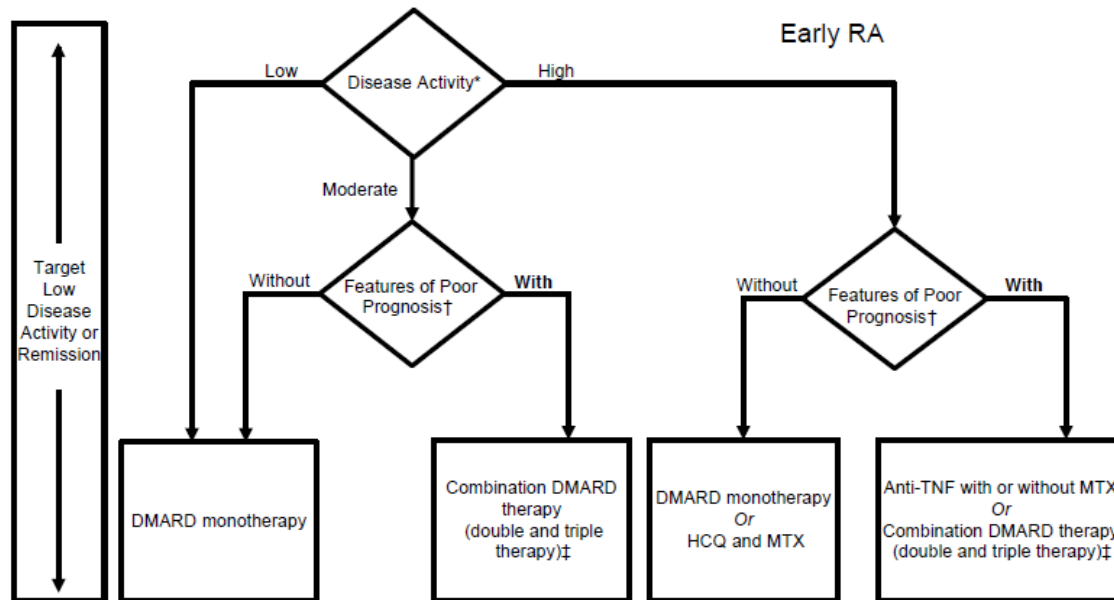 Early RA
Low
Disease Activity*
High
Moderate
Target
Low
Disease
Activity or
Remission
Without
Features of Poor
Prognosis†
With
Without
Features of Poor
Prognosis†
With
DMARD monotherapy
Combination DMARD
therapy
(double and triple
therapy)‡
DMARD monotherapy
Or
HCQ and MTX
Anti-TNF with or without MTX
Or
Combination DMARD therapy
(double and triple therapy)‡